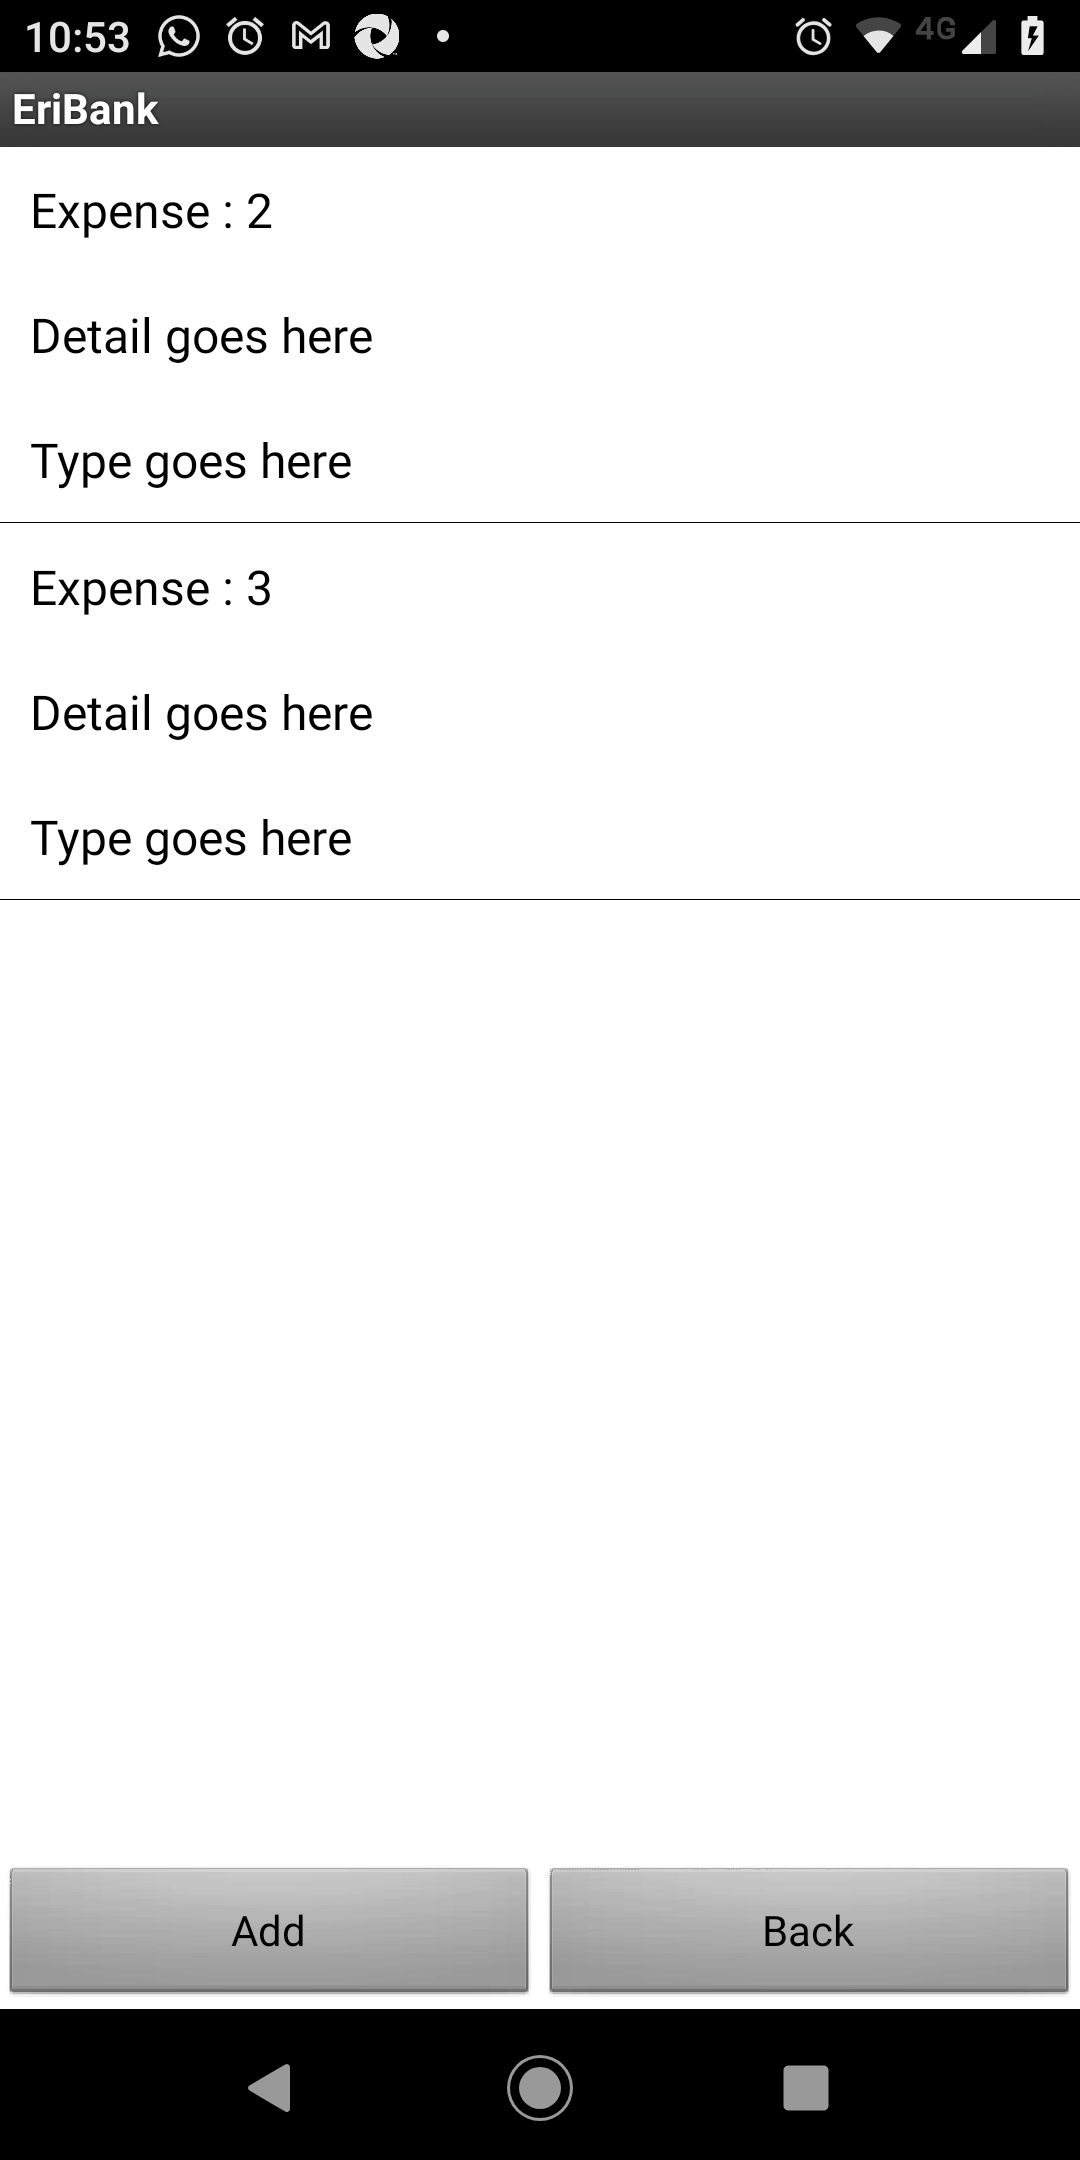 10:53
4G
EriBank
Expense : 2
Detail goes here
Type goes here
Expense : 3
Detail goes here
Type goes here
Add
Back